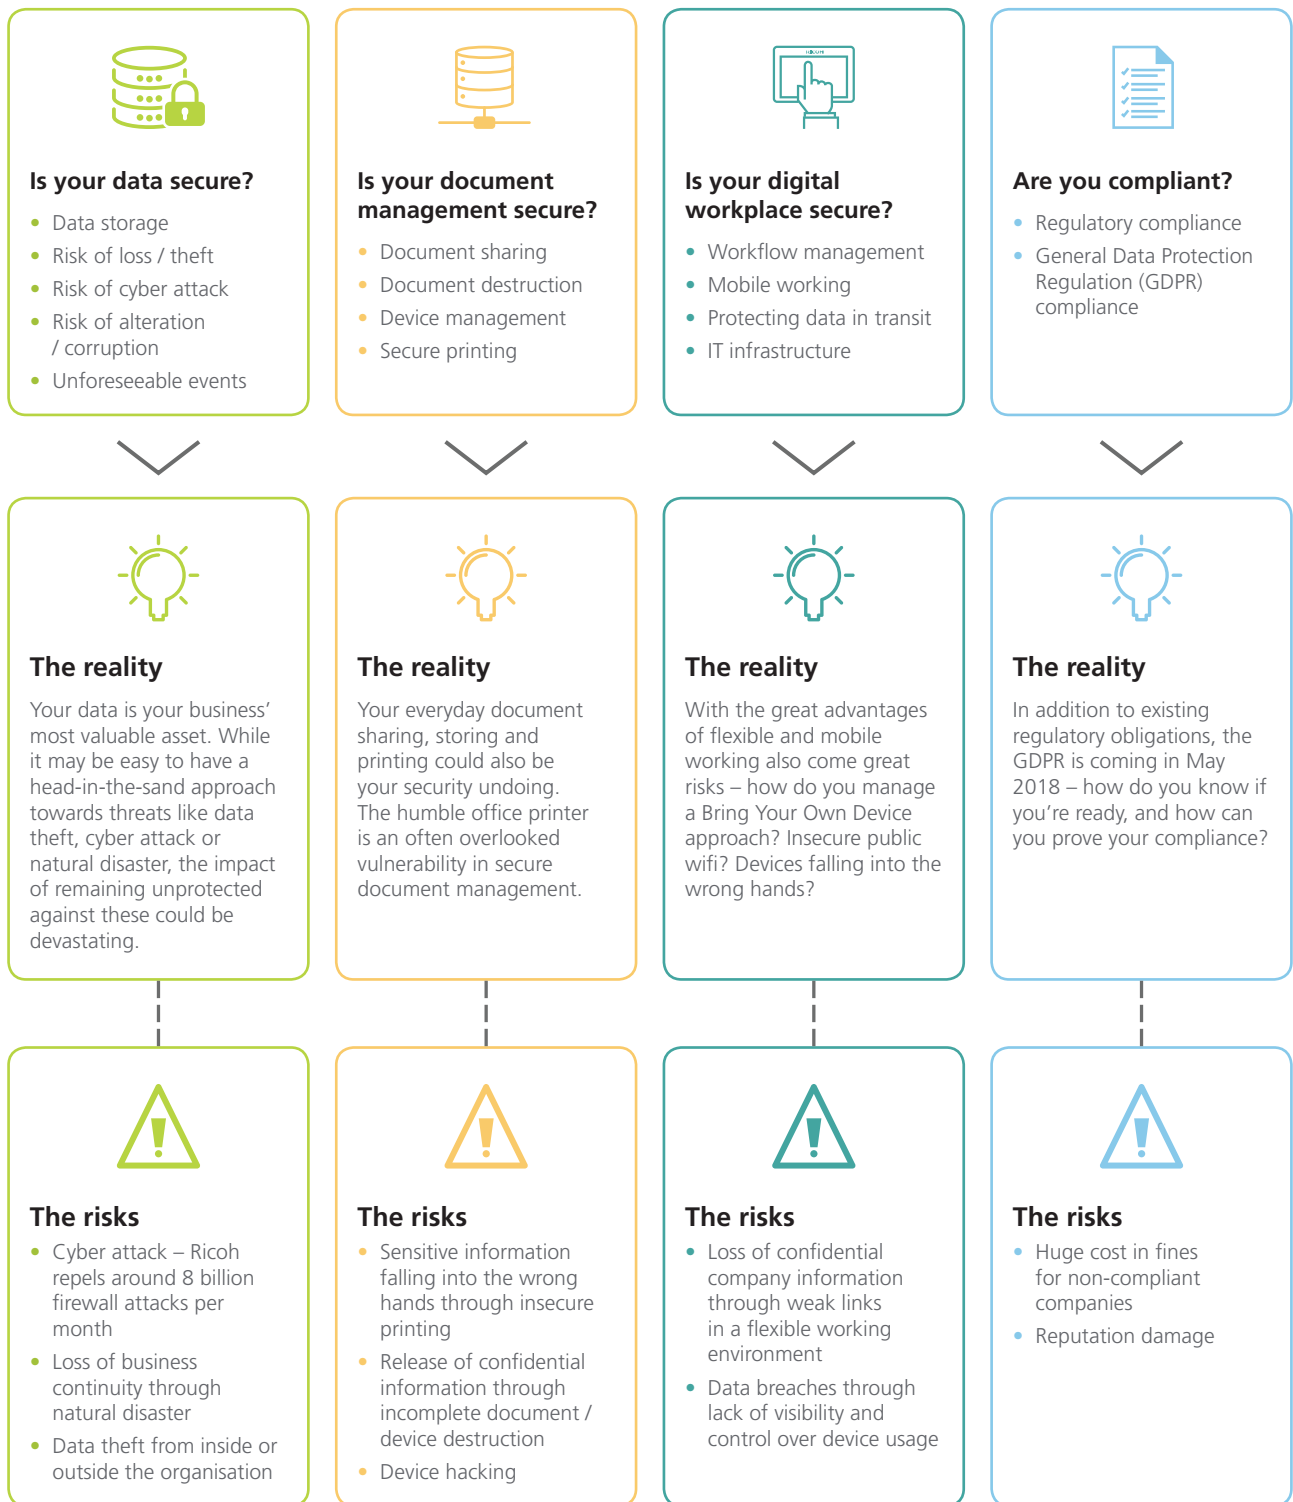 Is your data secure?
• Data storage
• Risk of loss / theft
• Risk of cyber attack
• Risk of alteration
/ corruption
• Unforeseeable events
Is your document
management secure?
• Document sharing
• Document destruction
• Device management
• Secure printing
Is your digital
workplace secure?
• Workflow management
• Mobile working
• Protecting data in transit
• IT infrastructure
Are you compliant?
• Regulatory compliance
• General Data Protection
Regulation (GDPR)
compliance
The reality
Your data is your business’
most valuable asset. While
it may be easy to have a
head-in-the-sand approach
towards threats like data
theft, cyber attack or
natural disaster, the impact
of remaining unprotected
against these could be
devastating.
The reality
Your everyday document
sharing, storing and
printing could also be
your security undoing.
The humble office printer
is an often overlooked
vulnerability in secure
document management.
The reality
With the great advantages
of flexible and mobile
working also come great
risks – how do you manage
a Bring Your Own Device
approach? Insecure public
wifi? Devices falling into the
wrong hands?
The reality
In addition to existing
regulatory obligations, the
GDPR is coming in May
2018 – how do you know if
you’re ready, and how can
you prove your compliance?
The risks
• Cyber attack – Ricoh
repels around 8 billion
firewall attacks per
month
• Loss of business
continuity through
natural disaster
• Data theft from inside or
outside the organisation
The risks
• Sensitive information
falling into the wrong
hands through insecure
printing
• Release of confidential
information through
incomplete document /
device destruction
• Device hacking
The risks
• Loss of confidential
company information
through weak links
in a flexible working
environment
• Data breaches through
lack of visibility and
control over device usage
The risks
• Huge cost in fines
for non-compliant
companies
• Reputation damage